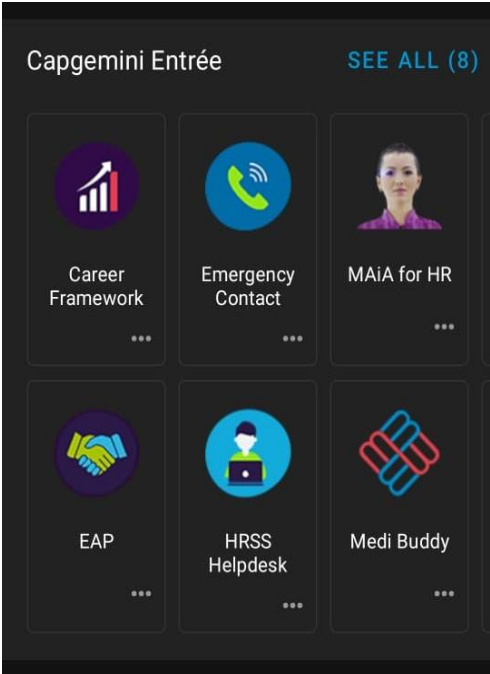 Capgemini Entrée
SEE ALL (8)
Career
Framework
Emergency
Contact
MAiA for HR
EAP
HRSS
Helpdesk
Medi Buddy